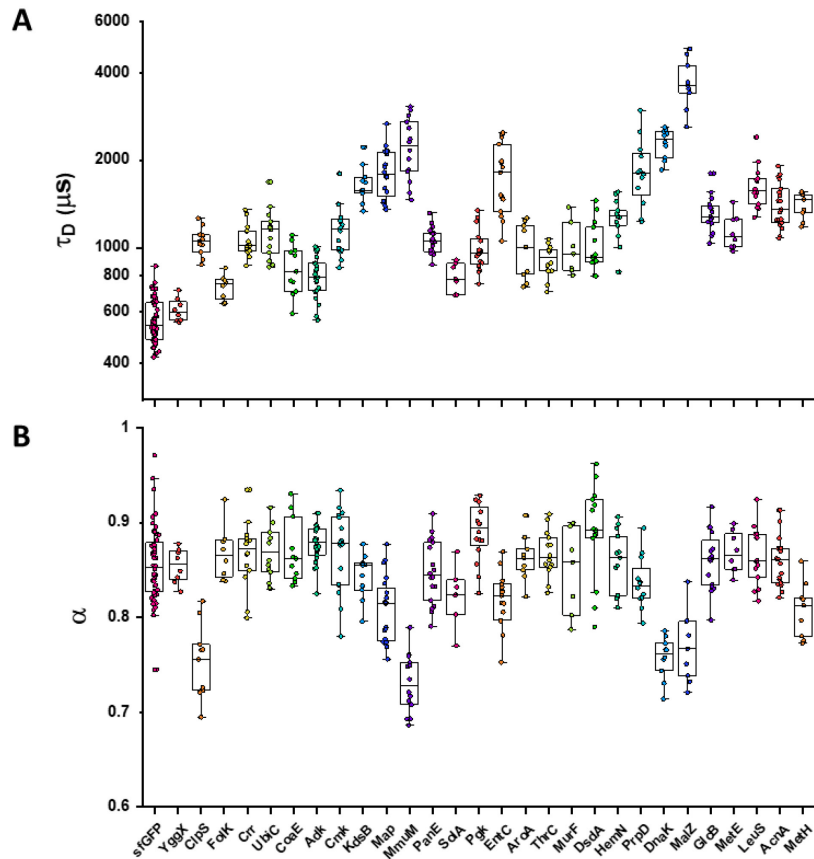 A
6000
4000
2000
1000
800
600
400
τD (μs)
B
1
0.9
0.8
0.7
0.6
α
sfGFP
YggX
ClpS
FolK
Crr
UbiC
CoaE
Adk
Cmk
KdsB
Map
MmuM
PanE
SolA
Pgk
EntC
AroA
ThrC
MurF
DsdA
HemN
PrpD
DnaK
MalZ
GlcB
MetE
LeuS
AcnA
MetH